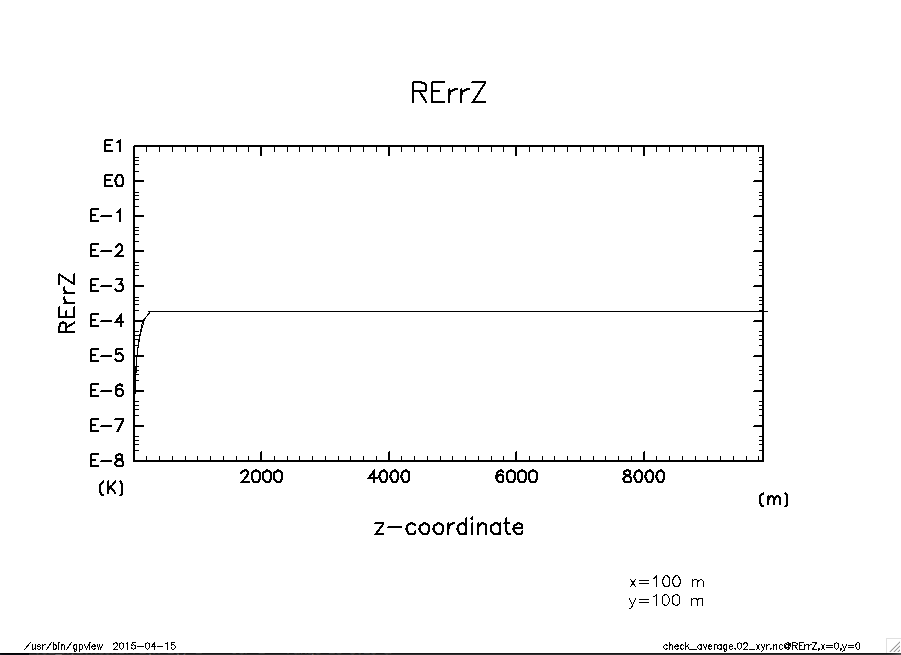 RErrZ
E1
E0
E-1
E-2
E-3
E-4
E-5
E-6
E-7
E-8
RErrZ
(K)
2000 4000 6000 8000
(m)
z-coordinate
x=100 m
y=100 m
/usr/bin/gpview 2015-04-15
check_average.02_xyr.nc@RErrZ,x=0,y=0